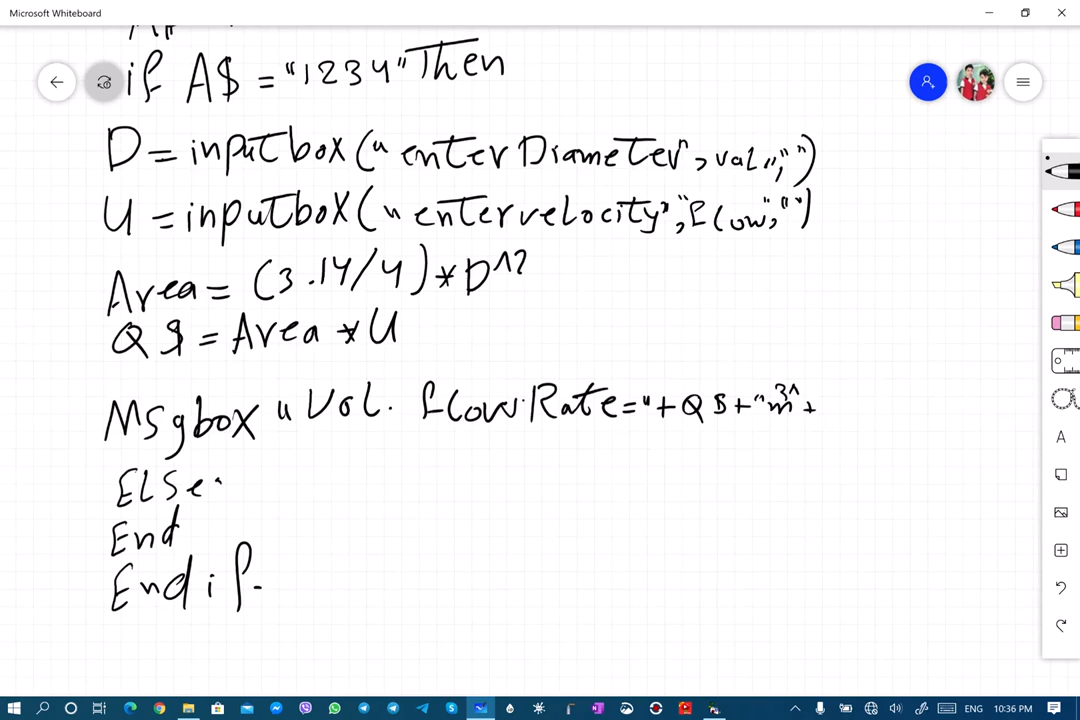 Microsoft Whiteboard
if A$ = "1234" Then
D = inputbox ("enter Diameter", val,, "")
U = inputbox ("enter velocity", "Flow", "")
Area = (3.14/4) * D^2
Q$ = Area * U
Msgbox "Vol. flow. Rate = " + Q$ + "m3^ +
ELSe
End
End if.
A
ENG 10:36 PM